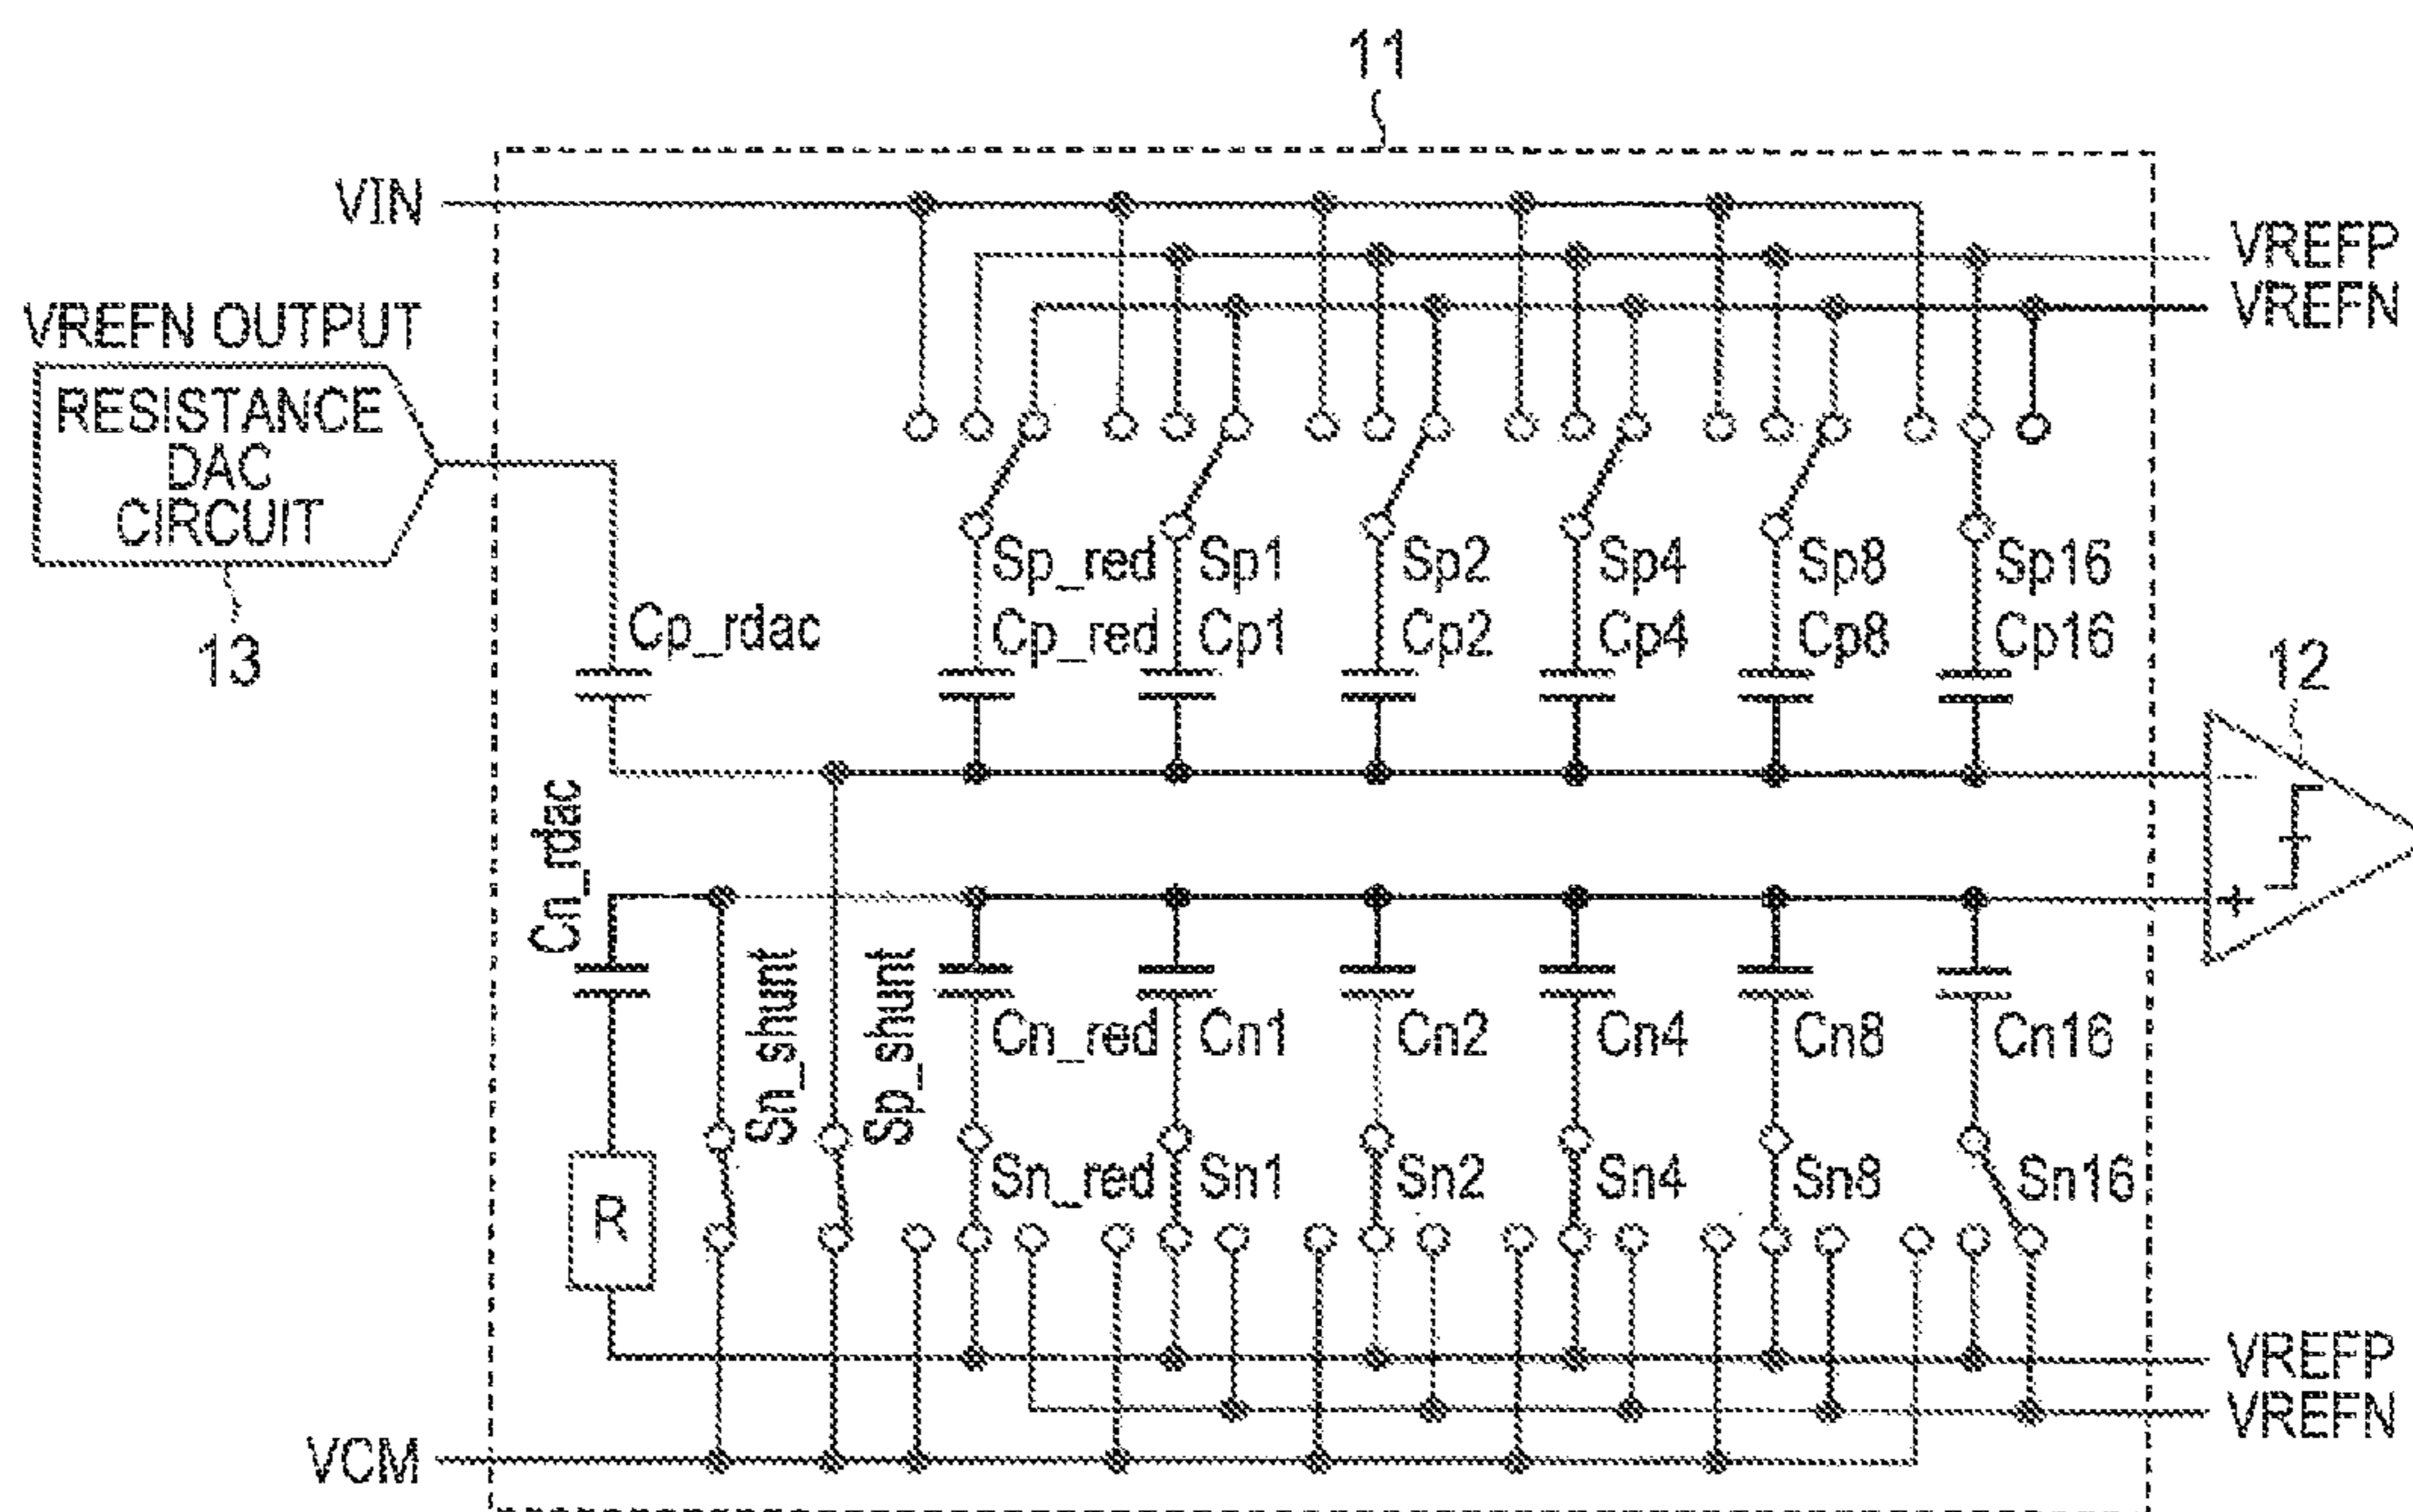 11
VIN
VREFP
VREFN
VREFN OUTPUT
RESISTANCE
DAC
CIRCUIT
13
Cp_rdac
Sp_red Sp1 Sp2 Sp4 Sp8 Sp16
Cp_red Cp1 Cp2 Cp4 Cp8 Cp16
12
−
+
Cn_rdac
Sn_shunt
Sp_shunt
Cn_red Cn1 Cn2 Cn4 Cn8 Cn16
Sn_red Sn1 Sn2 Sn4 Sn8 Sn16
R
VREFP
VREFN
VCM